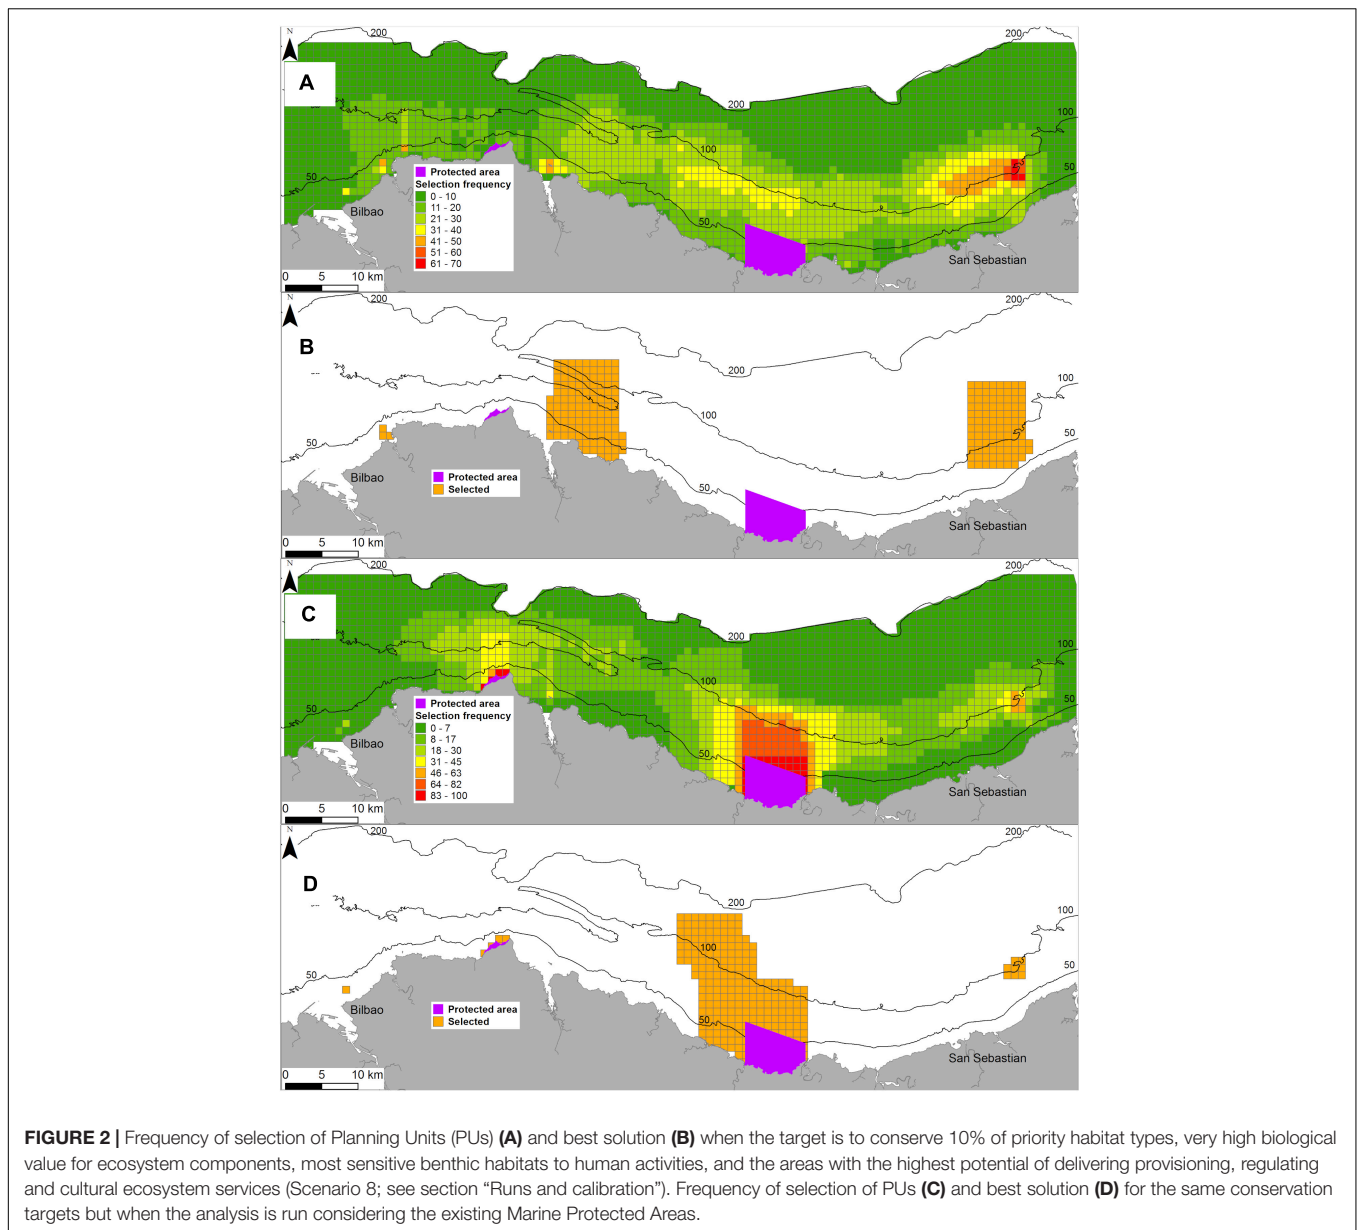 N
200
200
A
200
100
100
50
50
50
Protected area
Selection frequency
0 - 10
11 - 20
21 - 30
31 - 40
41 - 50
51 - 60
61 - 70
Bilbao
San Sebastian
0 5 10 km
N
200
200
B
200
100
100
50
50
50
Protected area
Selected
Bilbao
San Sebastian
0 5 10 km
N
200
200
C
200
100
100
50
50
50
Protected area
Selection frequency
0 - 7
8 - 17
18 - 30
31 - 45
46 - 63
64 - 82
83 - 100
Bilbao
San Sebastian
0 5 10 km
N
200
200
D
200
100
100
50
50
50
Protected area
Selected
Bilbao
San Sebastian
0 5 10 km
FIGURE 2 | Frequency of selection of Planning Units (PUs) (A) and best solution (B) when the target is to conserve 10% of priority habitat types, very high biological
value for ecosystem components, most sensitive benthic habitats to human activities, and the areas with the highest potential of delivering provisioning, regulating
and cultural ecosystem services (Scenario 8; see section “Runs and calibration”). Frequency of selection of PUs (C) and best solution (D) for the same conservation
targets but when the analysis is run considering the existing Marine Protected Areas.